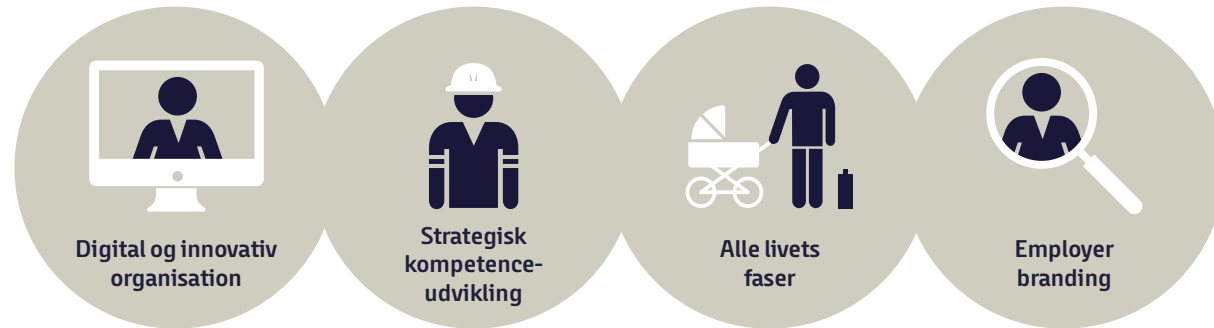 Digital og innovativ
organisation
Strategisk
kompetence-
udvikling
Alle livets
faser
Employer
branding